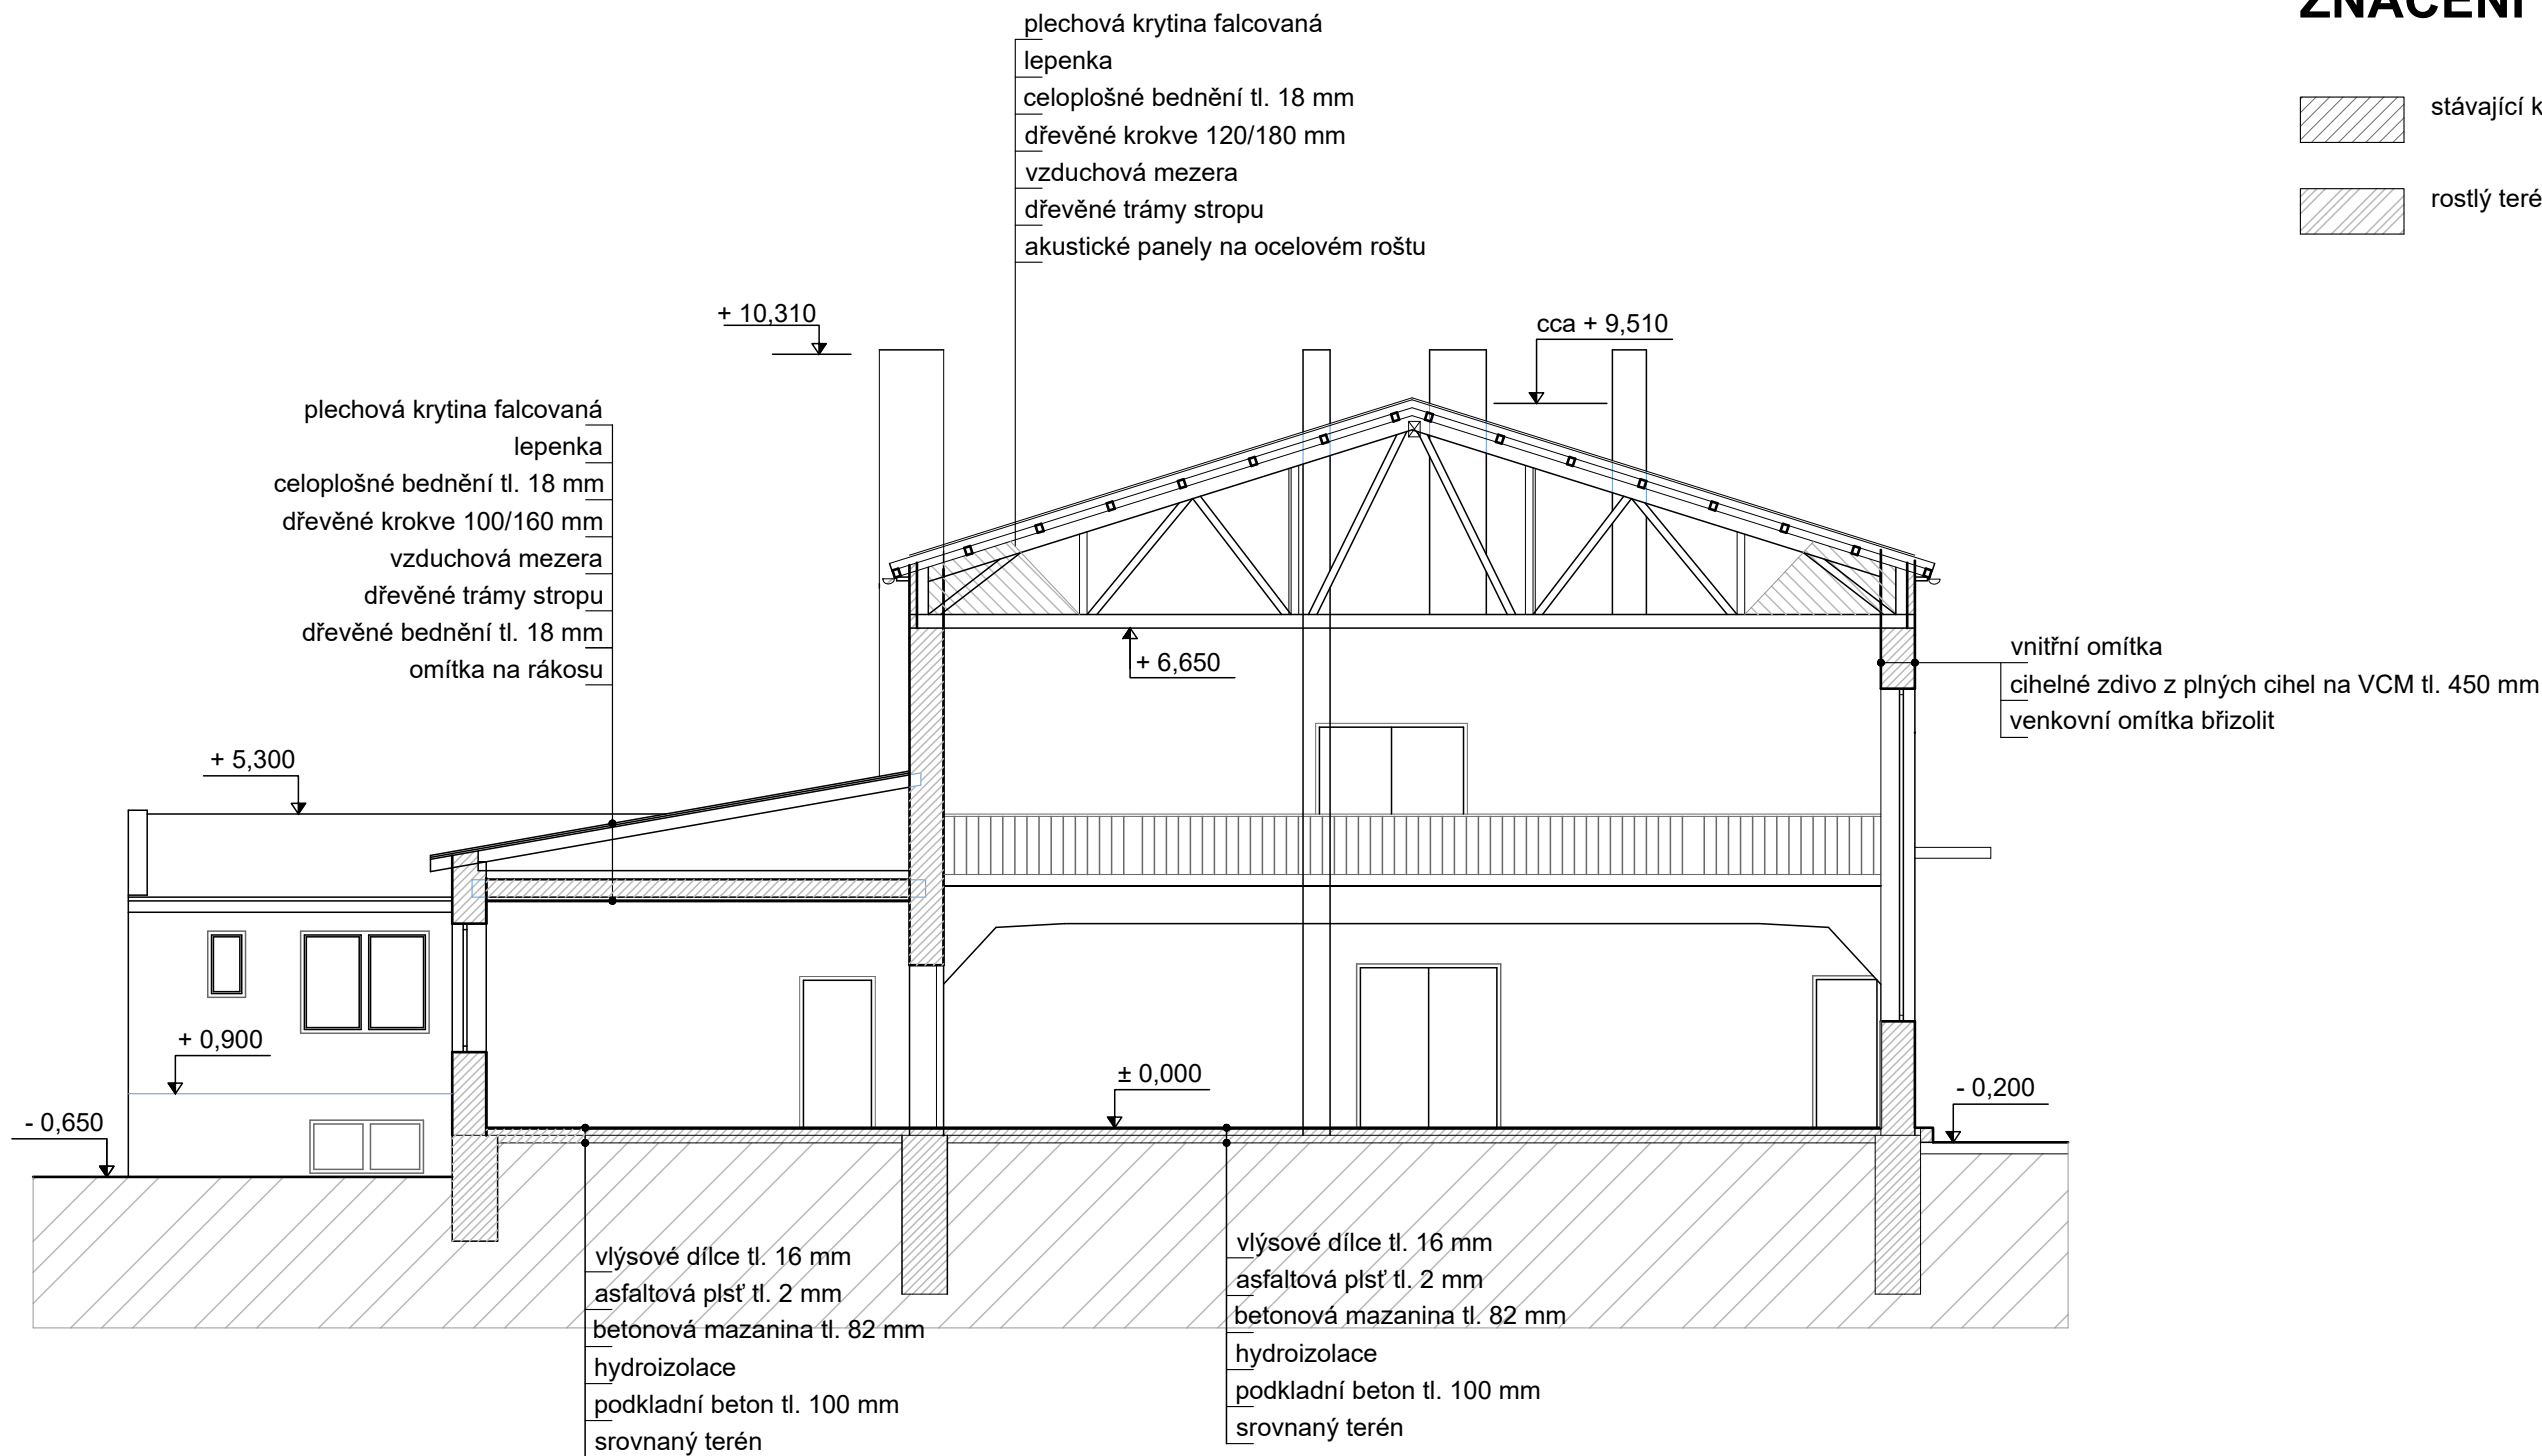 ZNAČENÍ
stávající k
rostlý teré
plechová krytina falcovaná
lepenka
celoplošné bednění tl. 18 mm
dřevěné krokve 120/180 mm
vzduchová mezera
dřevěné trámy stropu
akustické panely na ocelovém roštu
+ 10,310
cca + 9,510
plechová krytina falcovaná
lepenka
celoplošné bednění tl. 18 mm
dřevěné krokve 100/160 mm
vzduchová mezera
dřevěné trámy stropu
dřevěné bednění tl. 18 mm
omítka na rákosu
+ 6,650
vnitřní omítka
cihelné zdivo z plných cihel na VCM tl. 450 mm
venkovní omítka břizolit
+ 5,300
+ 0,900
± 0,000
- 0,200
- 0,650
vlýsové dílce tl. 16 mm
asfaltová plsť tl. 2 mm
betonová mazanina tl. 82 mm
hydroizolace
podkladní beton tl. 100 mm
srovnaný terén
vlýsové dílce tl. 16 mm
asfaltová plsť tl. 2 mm
betonová mazanina tl. 82 mm
hydroizolace
podkladní beton tl. 100 mm
srovnaný terén